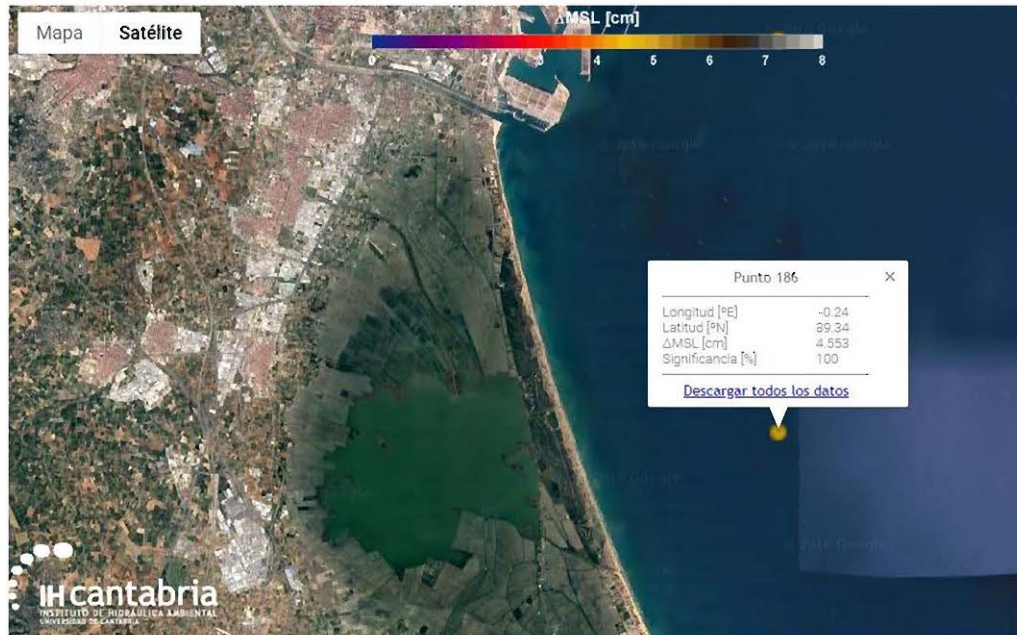 Mapa Satélite
ΔMSL [cm]
0 2 3 4 5 6 7 8
Punto 186 ×
Longitud [ºE] -0.24
Latitud [ºN] 39.34
ΔMSL [cm] 4.553
Significancia [%] 100
Descargar todos los datos
IHcantabria
INSTITUTO DE HIDRÁULICA AMBIENTAL
UNIVERSIDAD DE CANTABRIA